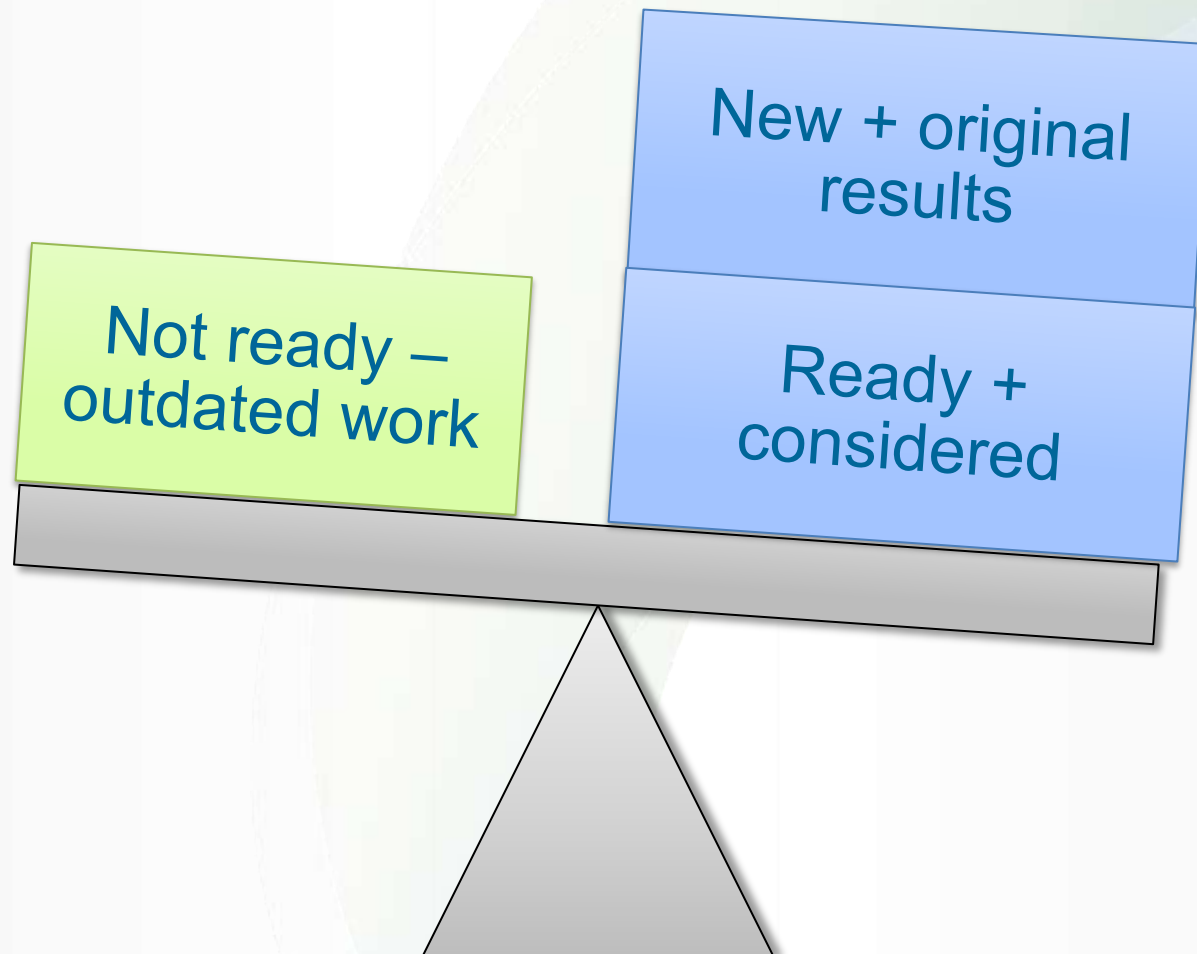 New + original
results
Not ready –
outdated work
Ready +
considered